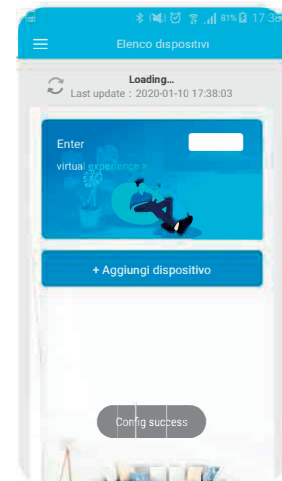 81% 17 38
Elenco dispositivi
Loading...
Last update : 2020-01-10 17:38:03
Enter
virtual experience >
+ Aggiungi dispositivo
Config success